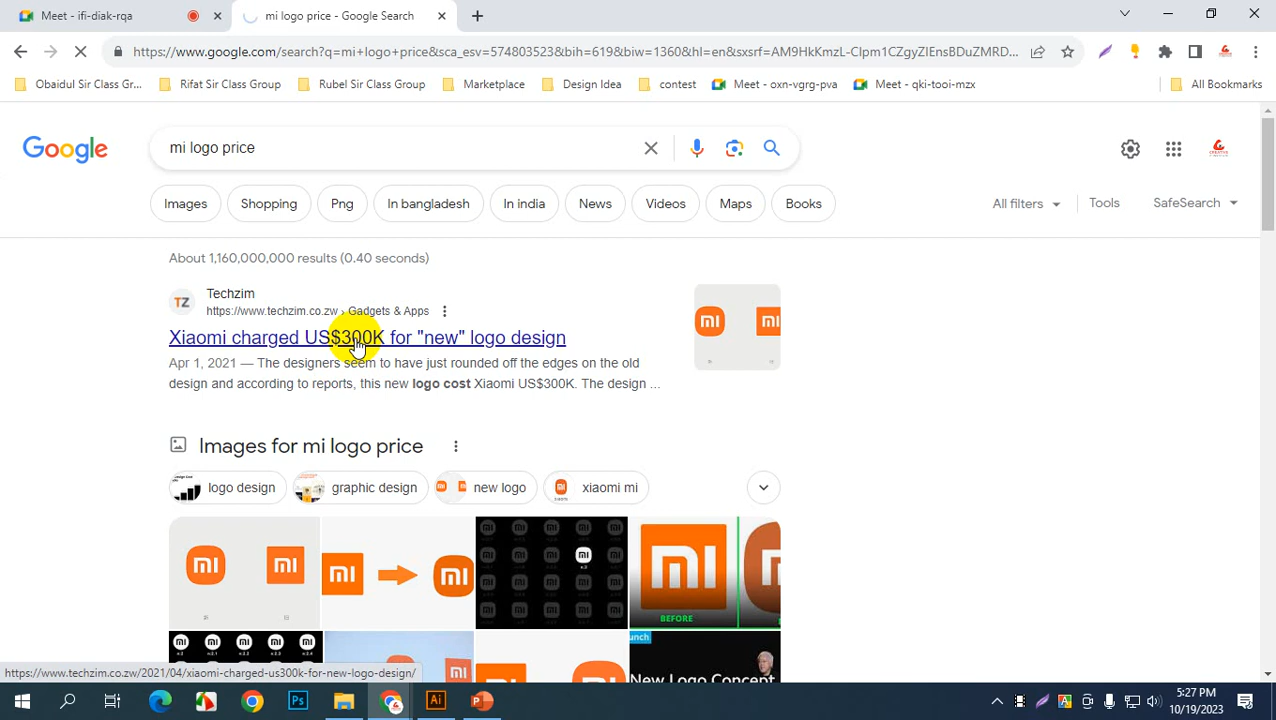 Meet - ifi-diak-rqa
mi logo price - Google Search
https://www.google.com/search?q=mi+logo+price&sca_esv=574803523&bih=619&biw=1360&hl=en&sxsrf=AM9HkKmzL-Clpm1CZgyZIEnsBDuZMRD...
Obaidul Sir Class Gr...
Rifat Sir Class Group
Rubel Sir Class Group
Marketplace
Design Idea
contest
Meet - oxn-vgrg-pva
Meet - qki-tooi-mzx
All Bookmarks
Google
mi logo price
Images
Shopping
Png
In bangladesh
In india
News
Videos
Maps
Books
All filters
Tools
SafeSearch
About 1,160,000,000 results (0.40 seconds)
TZ
Techzim
https://www.techzim.co.zw › Gadgets & Apps
Xiaomi charged US$300K for "new" logo design
Apr 1, 2021 — The designers seem to have just rounded off the edges on the old
design and according to reports, this new logo cost Xiaomi US$300K. The design ...
Images for mi logo price
logo design
graphic design
new logo
xiaomi mi
BEFORE
New Logo Concept
https://www.techzim.co.zw/2021/04/xiaomi-charged-us300k-for-new-logo-design/
Ps
Ai
5:27 PM
10/19/2023